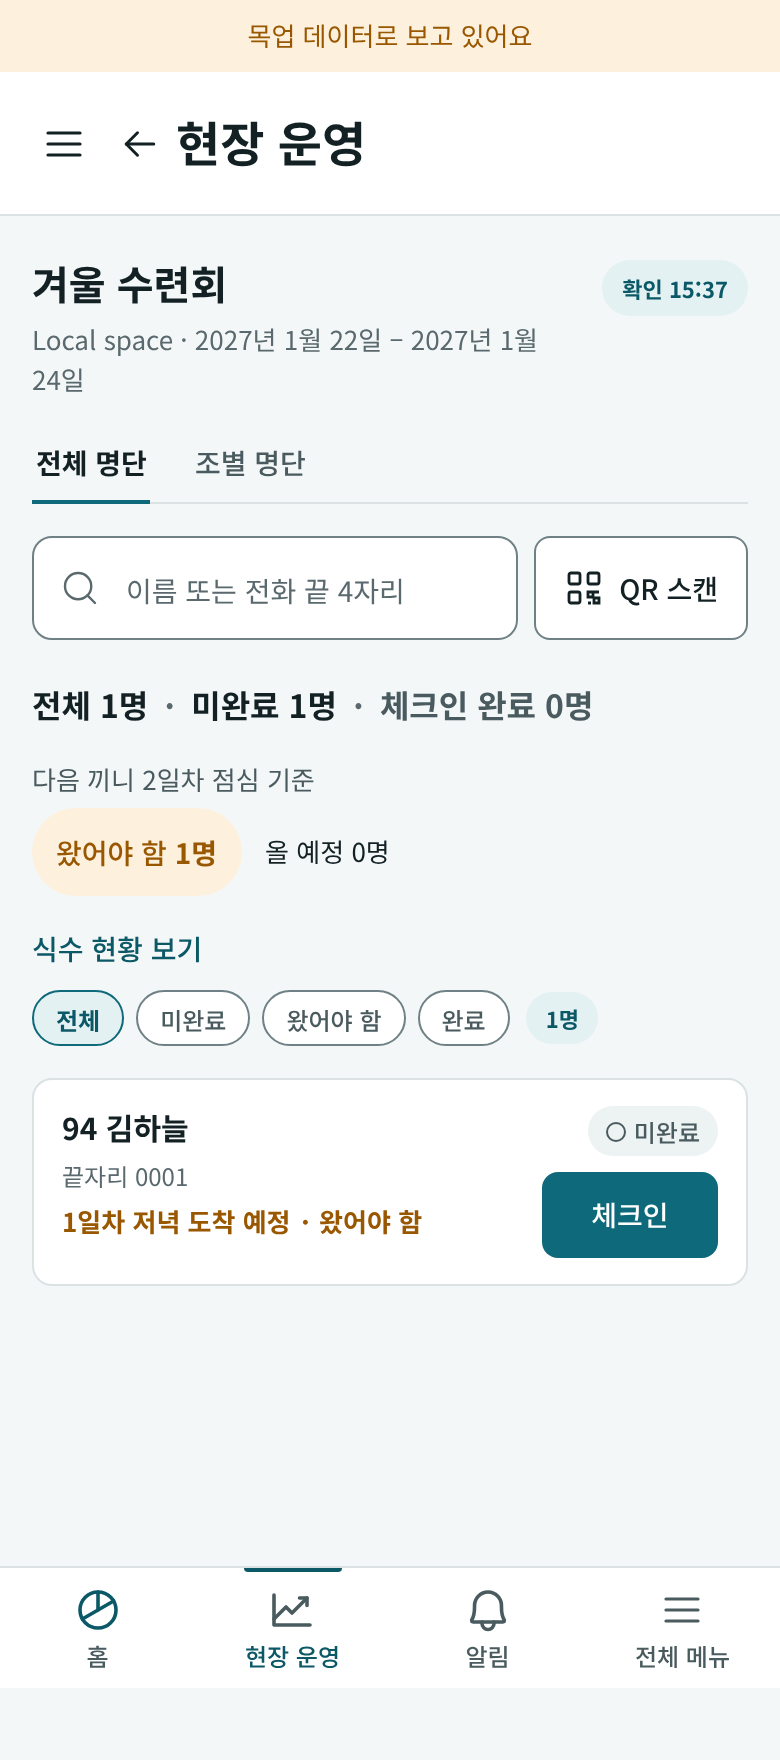 목업 데이터로 보고 있어요
현장 운영
겨울 수련회
확인 15:37
Local space · 2027년 1월 22일 – 2027년 1월
24일
전체 명단 조별 명단
이름 또는 전화 끝 4자리
QR 스캔
전체 1명 · 미완료 1명 · 체크인 완료 0명
다음 끼니 2일차 점심 기준
왔어야 함 1명 올 예정 0명
식수 현황 보기
전체 미완료 왔어야 함 완료 1명
94 김하늘
미완료
끝자리 0001
1일차 저녁 도착 예정 · 왔어야 함
체크인
홈 현장 운영 알림 전체 메뉴